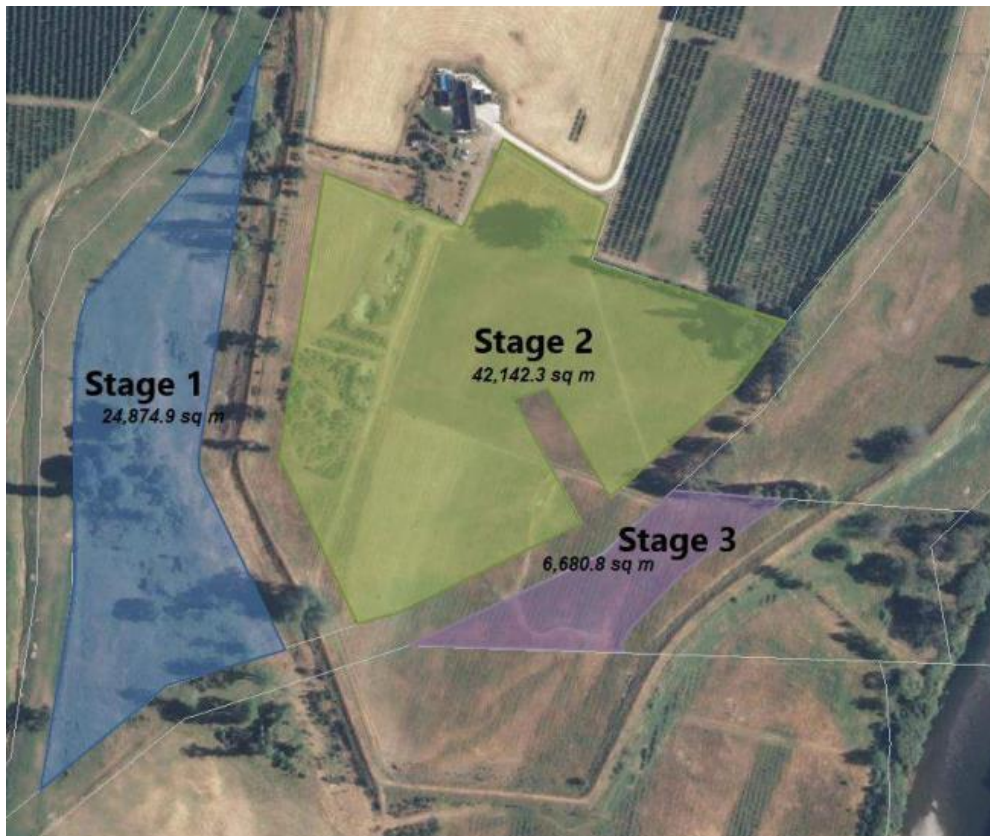 Stage 1
24,874.9 sq m
Stage 2
42,142.3 sq m
Stage 3
6,680.8 sq m